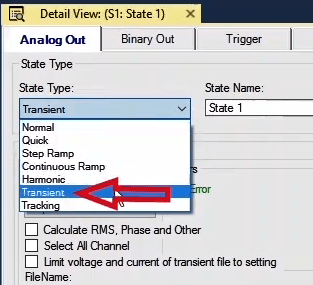 Detail View: (S1: State 1)
Analog Out
Binary Out
Trigger
State Type
State Type:
State Name:
Transient
State 1
Normal
Quick
Step Ramp
Continuous Ramp
Harmonic
Transient
Error
Tracking
Calculate RMS, Phase and Other
Select All Channel
Limit voltage and current of transient file to setting
FileName: